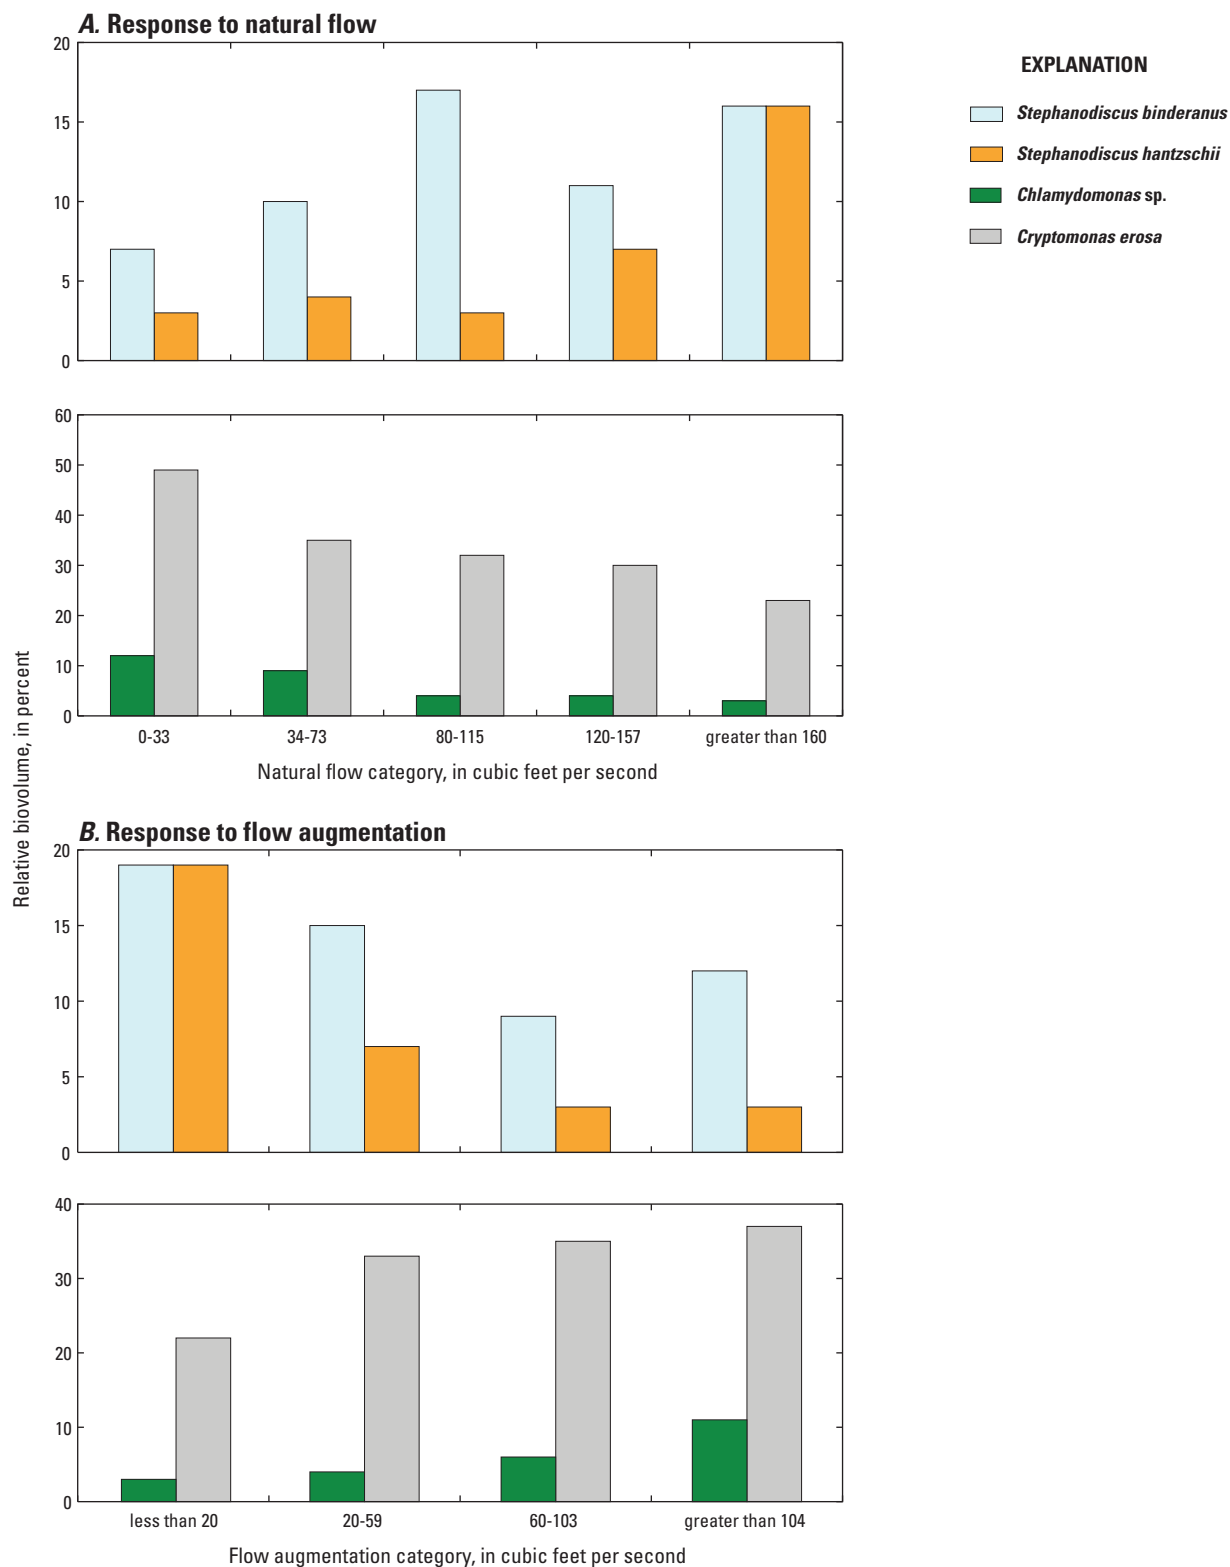 A. Response to natural flow
20
15
10
5
0
EXPLANATION
Stephanodiscus binderanus
Stephanodiscus hantzschii
Chlamydomonas sp.
Cryptomonas erosa
60
50
40
30
20
10
0
0-33 34-73 80-115 120-157 greater than 160
Natural flow category, in cubic feet per second
Relative biovolume, in percent
B. Response to flow augmentation
20
15
10
5
0
40
30
20
10
0
less than 20 20-59 60-103 greater than 104
Flow augmentation category, in cubic feet per second